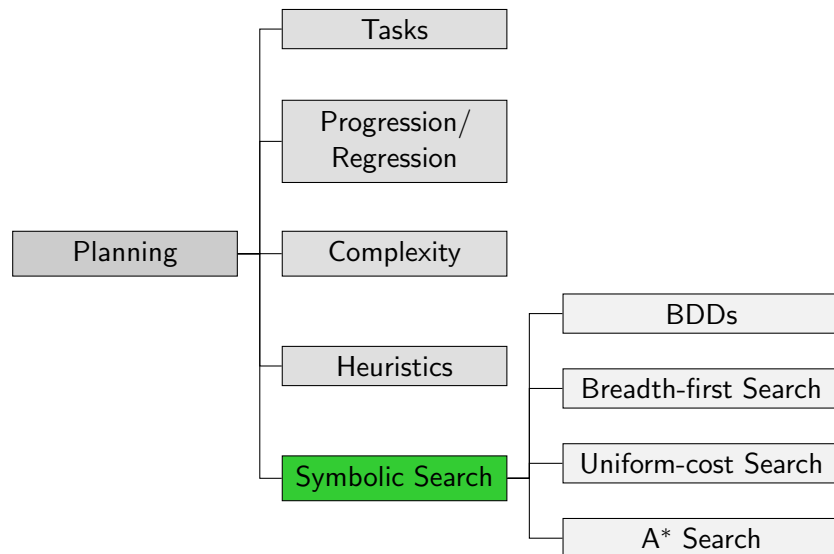 Tasks
Progression/
Regression
Planning
Complexity
BDDs
Heuristics
Breadth-first Search
Uniform-cost Search
Symbolic Search
A* Search